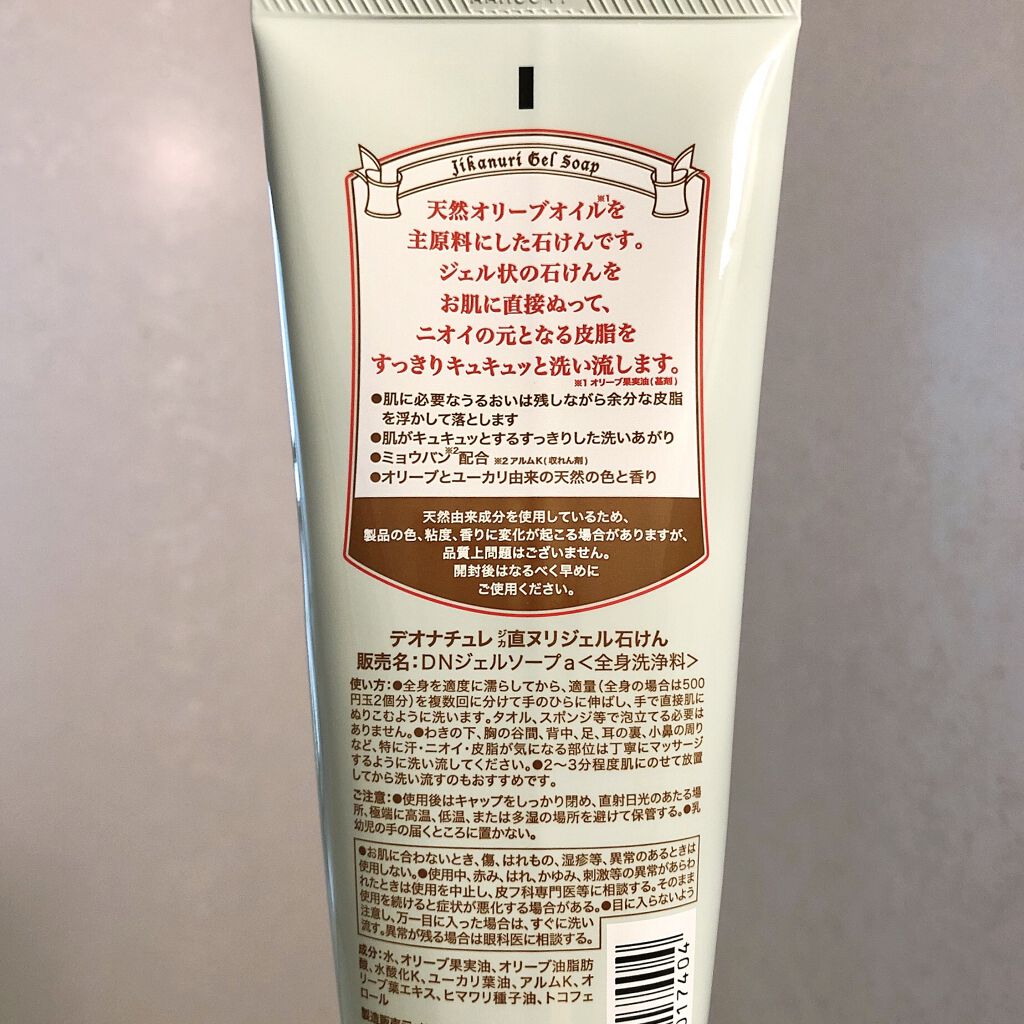 Jikanuri Gel Soap
天然オリーブオイル※1を
主原料にした石けんです。
ジェル状の石けんを
お肌に直接ぬって、
ニオイの元となる皮脂を
すっきりキュキュッと洗い流します。
※1 オリーブ果実油(基剤)
●肌に必要なうるおいは残しながら余分な皮脂
を浮かして落とします
●肌がキュキュッとするすっきりした洗いあがり
●ミョウバン※2配合 ※2 アルムK(収れん剤)
●オリーブとユーカリ由来の天然の色と香り
天然由来成分を使用しているため、
製品の色、粘度、香りに変化が起こる場合がありますが、
品質上問題はございません。
開封後はなるべく早めに
ご使用ください。
デオナチュレ 直ジカヌリジェル石けん
販売名:DNジェルソープa<全身洗浄料>
使い方:●全身を適度に濡らしてから、適量(全身の場合は500
円玉2個分)を複数回に分けて手のひらに伸ばし、手で直接肌に
ぬりこむように洗います。タオル、スポンジ等で泡立てる必要は
ありません。●わきの下、胸の谷間、背中、足、耳の裏、小鼻の周り
など、特に汗・ニオイ・皮脂が気になる部位は丁寧にマッサージ
するように洗い流してください。●2〜3分程度肌にのせて放置
してから洗い流すのもおすすめです。
ご注意:●使用後はキャップをしっかり閉め、直射日光のあたる場
所、極端に高温、低温、または多湿の場所を避けて保管する。●乳
幼児の手の届くところに置かない。
●お肌に合わないとき、傷、はれもの、湿疹等、異常のあるときは
使用しない。●使用中、赤み、はれ、かゆみ、刺激等の異常があらわ
れたときは使用を中止し、皮フ科専門医等に相談する。そのまま
使用を続けると症状が悪化する場合がある。●目に入らないよう
注意し、万一目に入った場合は、すぐに洗い
流す。異常が残る場合は眼科医に相談する。
成分:水、オリーブ果実油、オリーブ油脂肪
酸、水酸化K、ユーカリ葉油、アルムK、オ
リーブ葉エキス、ヒマワリ種子油、トコフェ
ロール
製造販売元
017404